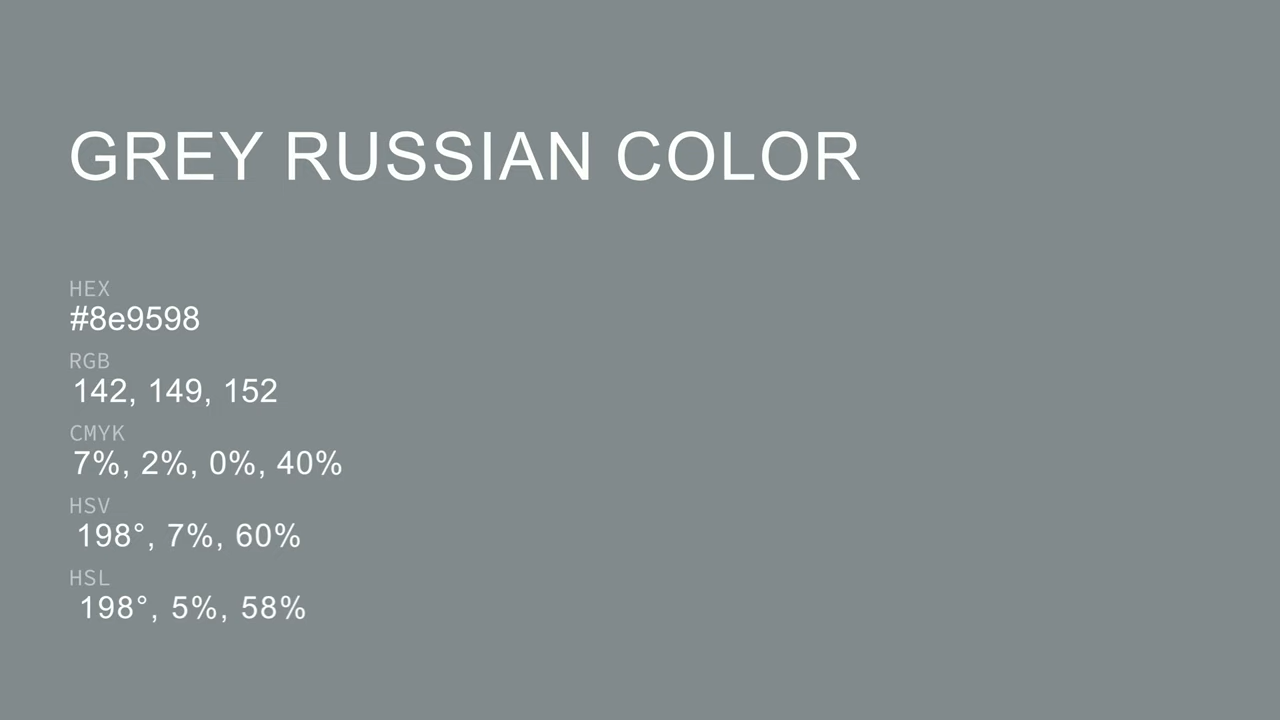 GREY RUSSIAN COLOR
HEX
#8e9598
RGB
142, 149, 152
CMYK
7%, 2%, 0%, 40%
HSV
198°, 7%, 60%
HSL
198°, 5%, 58%